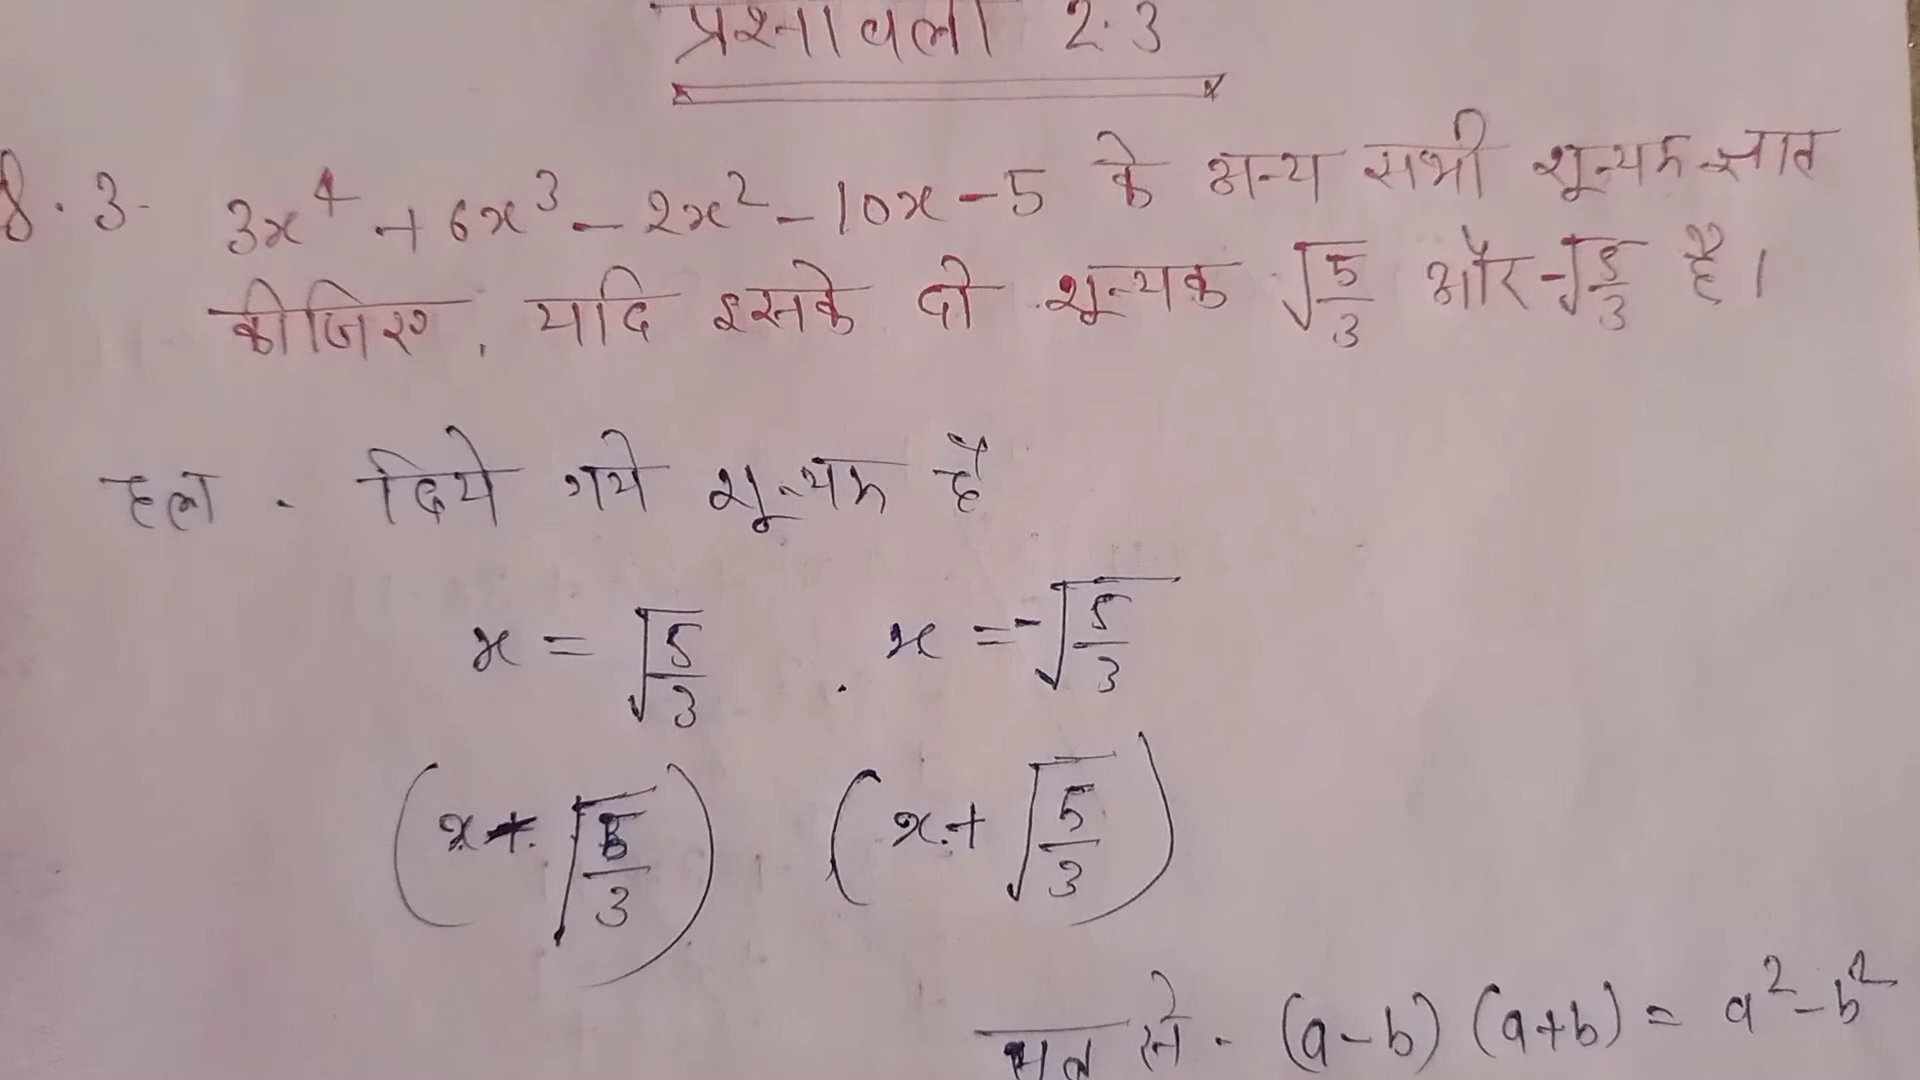 प्रश्नावली 2.3
8.3- 3x⁴ + 6x³ - 2x² - 10x - 5 के अन्य सभी शून्यक ज्ञात
कीजिए, यदि इसके दो शून्यक √5/3 और -√5/3 है।
हल - दिये गये शून्यक है
x = √5/3 , x = -√5/3
(x - √5/3) (x + √5/3)
से - (a-b) (a+b) = a² - b²